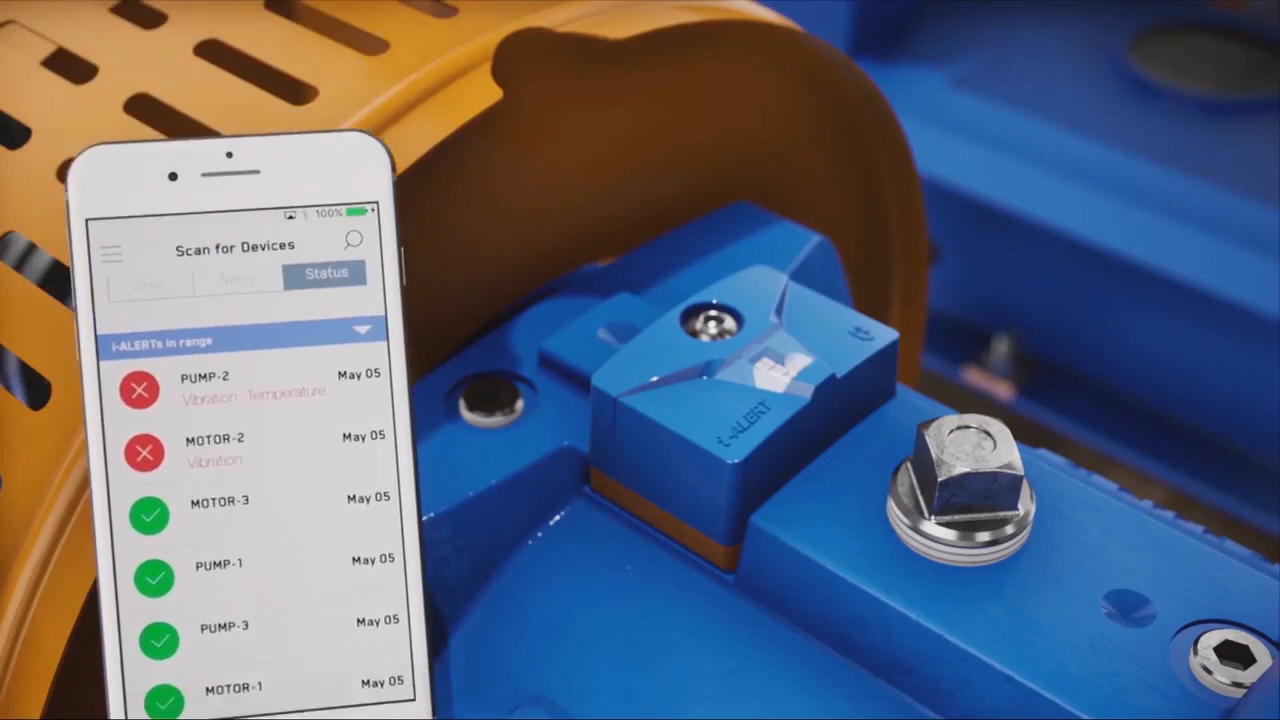 100%
Scan for Devices
Name
Status
i-ALERTs in range
PUMP-2
May 05
Vibration, Temperature
MOTOR-2
May 05
Vibration
MOTOR-3
May 05
PUMP-1
May 05
PUMP-3
May 05
MOTOR-1
May 05
i-ALERT